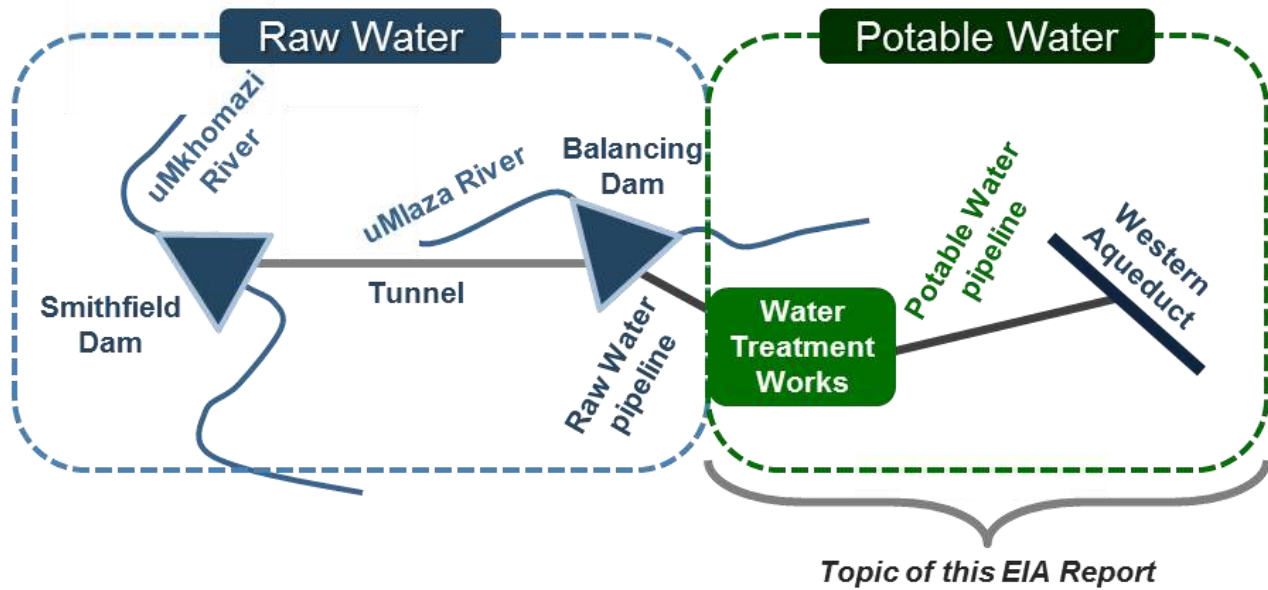 Raw Water
Potable Water
uMkhomazi
River
uMlaza River
Balancing
Dam
Potable Water
pipeline
Western
Aqueduct
Smithfield
Dam
Tunnel
Raw Water
pipeline
Water
Treatment
Works
Topic of this EIA Report